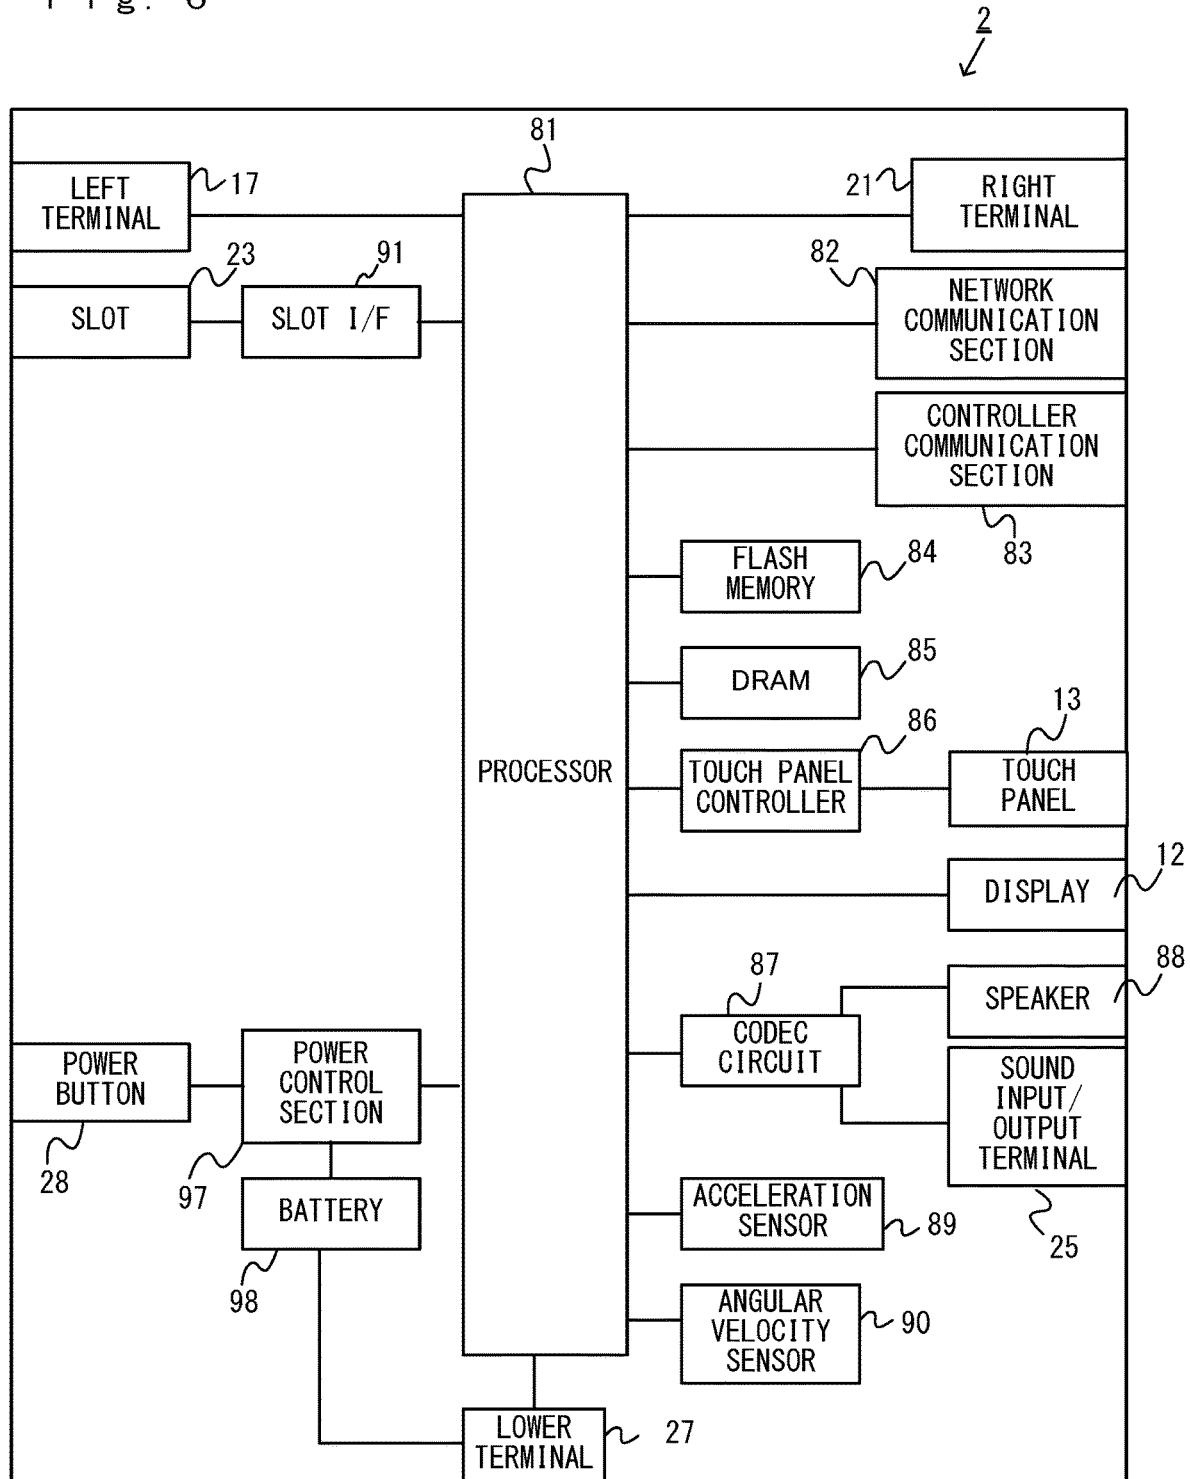 2
81
LEFT
TERMINAL
17
21
RIGHT
TERMINAL
23
SLOT
91
SLOT I/F
82
NETWORK
COMMUNICATION
SECTION
CONTROLLER
COMMUNICATION
SECTION
83
FLASH
MEMORY
84
DRAM
85
PROCESSOR
86
TOUCH PANEL
CONTROLLER
13
TOUCH
PANEL
DISPLAY
12
87
CODEC
CIRCUIT
SPEAKER
88
SOUND
INPUT/
OUTPUT
TERMINAL
25
POWER
BUTTON
28
POWER
CONTROL
SECTION
97
BATTERY
98
ACCELERATION
SENSOR
89
ANGULAR
VELOCITY
SENSOR
90
LOWER
TERMINAL
27